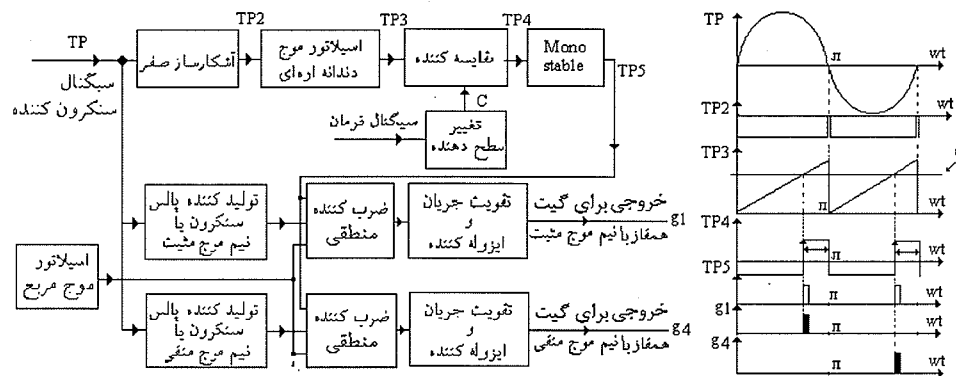 TP
سیگنال
سنکرون کننده
آشکارساز صفر
TP2
اسیلاتور موج
دندانه اره‌ای
TP3
مقایسه کننده
TP4
Mono
stable
TP5
C
سیگنال فرمان
تغییر
سطح دهنده
تولید کننده پالس
سنکرون با
نیم موج مثبت
ضرب کننده
منطقی
تقویت جریان
و
ایزوله کننده
خروجی برای گیت
همفاز با نیم موج مثبت
g1
اسیلاتور
موج مربع
تولید کننده پالس
سنکرون با
نیم موج منفی
ضرب کننده
منطقی
تقویت جریان
و
ایزوله کننده
خروجی برای گیت
همفاز با نیم موج منفی
g4
TP
π
wt
TP2
wt
TP3
π
wt
TP4
π
wt
TP5
π
wt
g1
π
wt
g4
π
wt